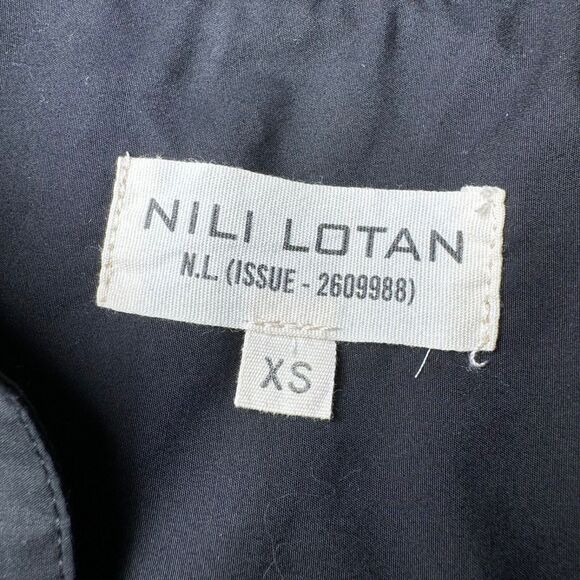 NILI LOTAN
N.L. (ISSUE - 2609988)
XS